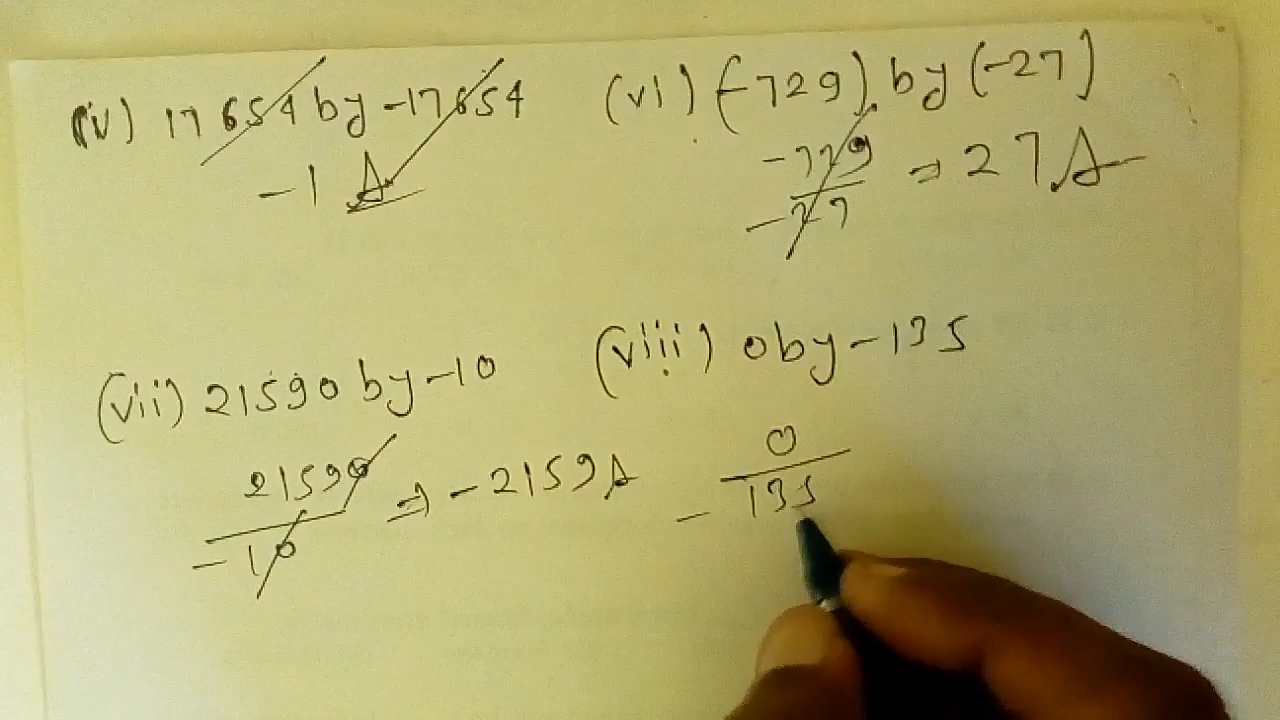 (iv) 17654 by -17654
-1 A
(vi) (-729) by (-27)
-729
-27
⇒ 27 A
(vii) 21590 by -10
21590
-10
⇒ -2159 A
(viii) 0 by -135
0
- 135